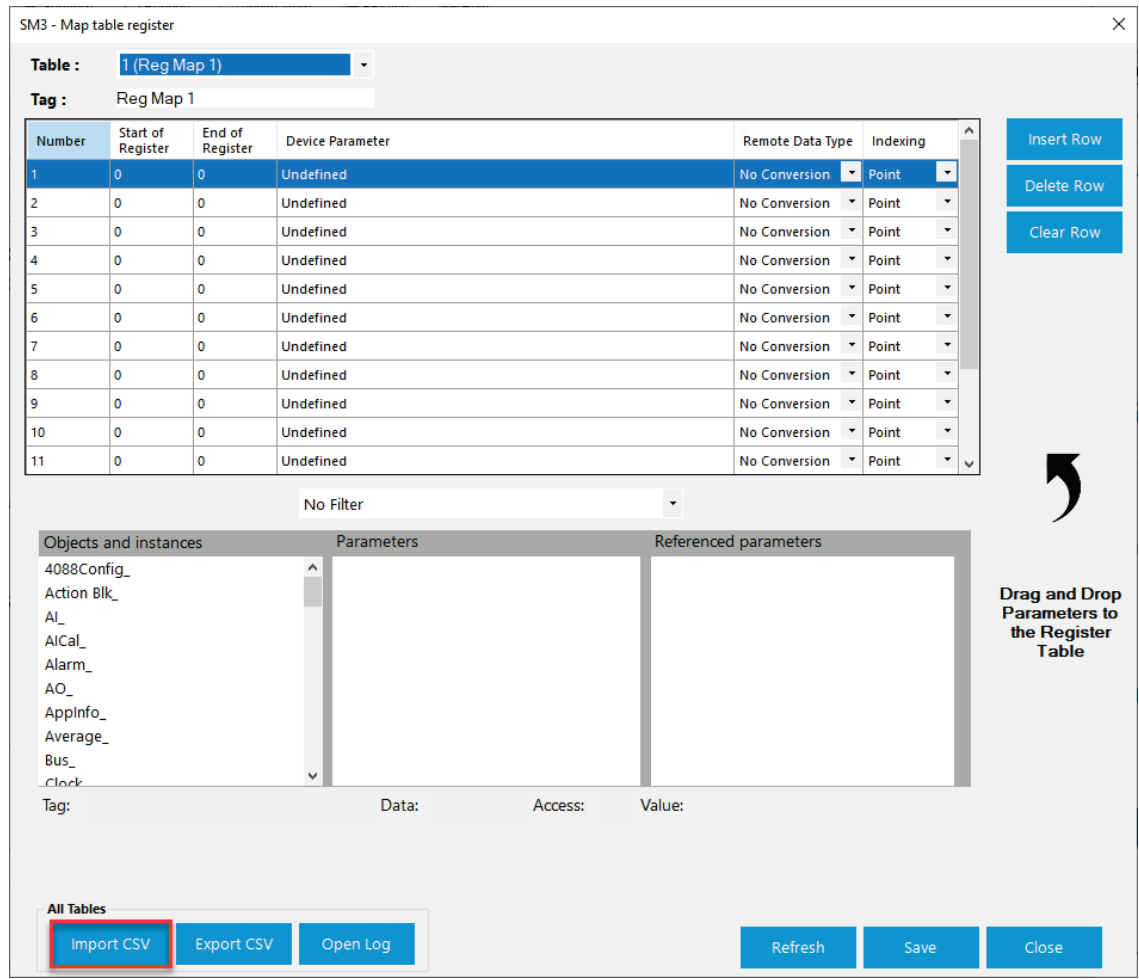 SM3 - Map table register
Table : 1 (Reg Map 1)
Tag : Reg Map 1
Number Start of Register End of Register Device Parameter Remote Data Type Indexing
1 0 0 Undefined No Conversion Point
2 0 0 Undefined No Conversion Point
3 0 0 Undefined No Conversion Point
4 0 0 Undefined No Conversion Point
5 0 0 Undefined No Conversion Point
6 0 0 Undefined No Conversion Point
7 0 0 Undefined No Conversion Point
8 0 0 Undefined No Conversion Point
9 0 0 Undefined No Conversion Point
10 0 0 Undefined No Conversion Point
11 0 0 Undefined No Conversion Point
Insert Row
Delete Row
Clear Row
No Filter
Objects and instances Parameters Referenced parameters
4088Config_
Action Blk_
AI_
AICal_
Alarm_
AO_
AppInfo_
Average_
Bus_
Clock
Drag and Drop
Parameters to
the Register
Table
Tag: Data: Access: Value:
All Tables
Import CSV Export CSV Open Log Refresh Save Close